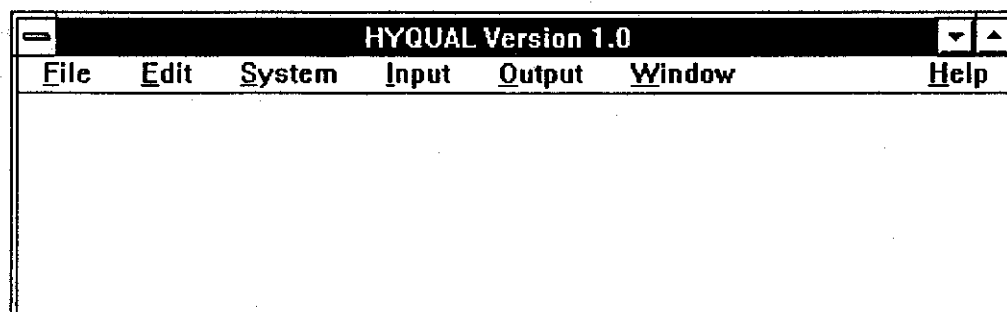 HYQUAL Version 1.0
File Edit System Input Output Window Help